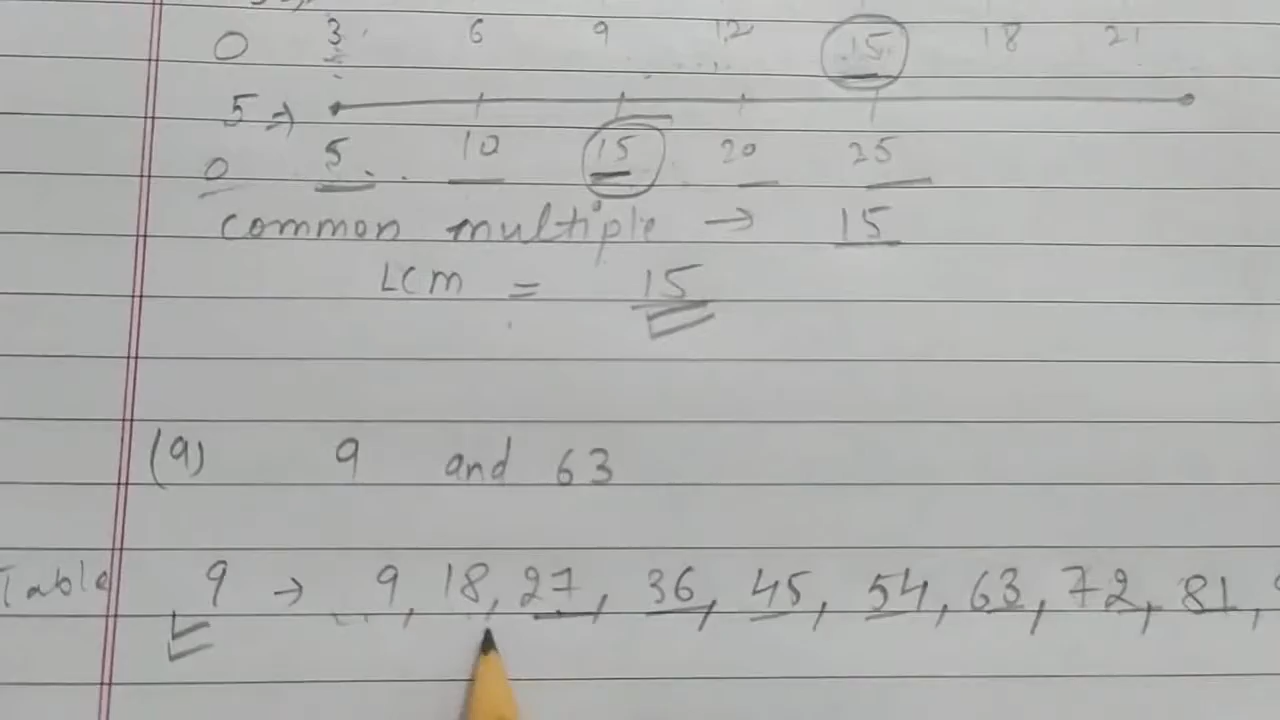 0 3 6 9 12 15 18 21
5 ⇒
0 5 10 15 20 25
common multiple → 15
LCM = 15
(9) 9 and 63
Table 9 → 9, 18, 27, 36, 45, 54, 63, 72, 81,